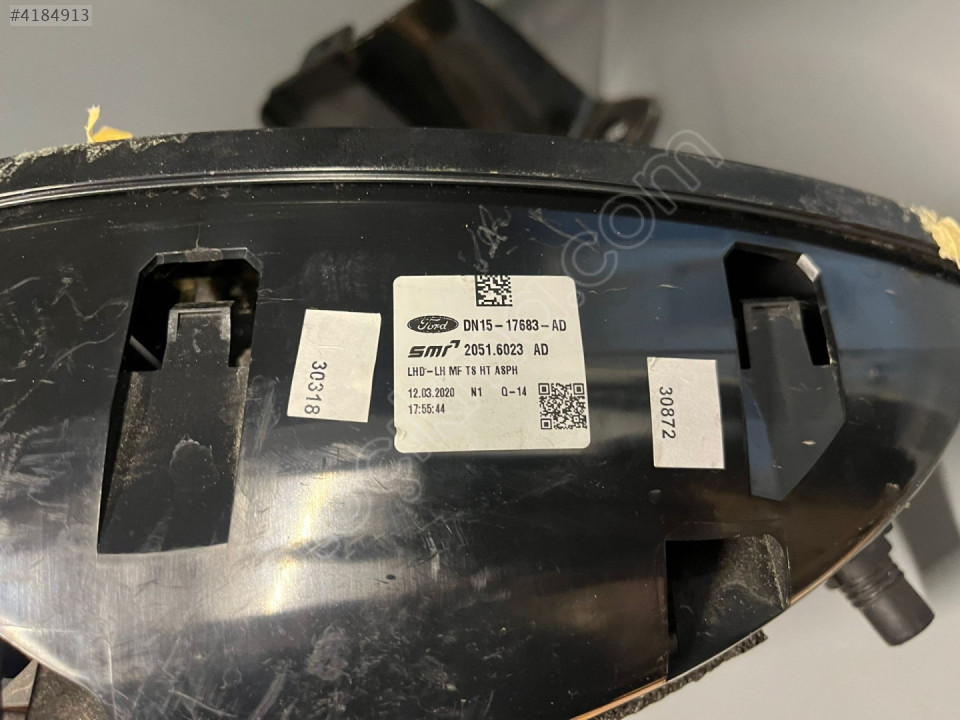 #4184913
Ford DN15-17683-AD
smr 2051.6023 AD
LHD-LH MF TS HT ASPH
12.03.2020 N1 Q-14
17:55:44
30318
30872